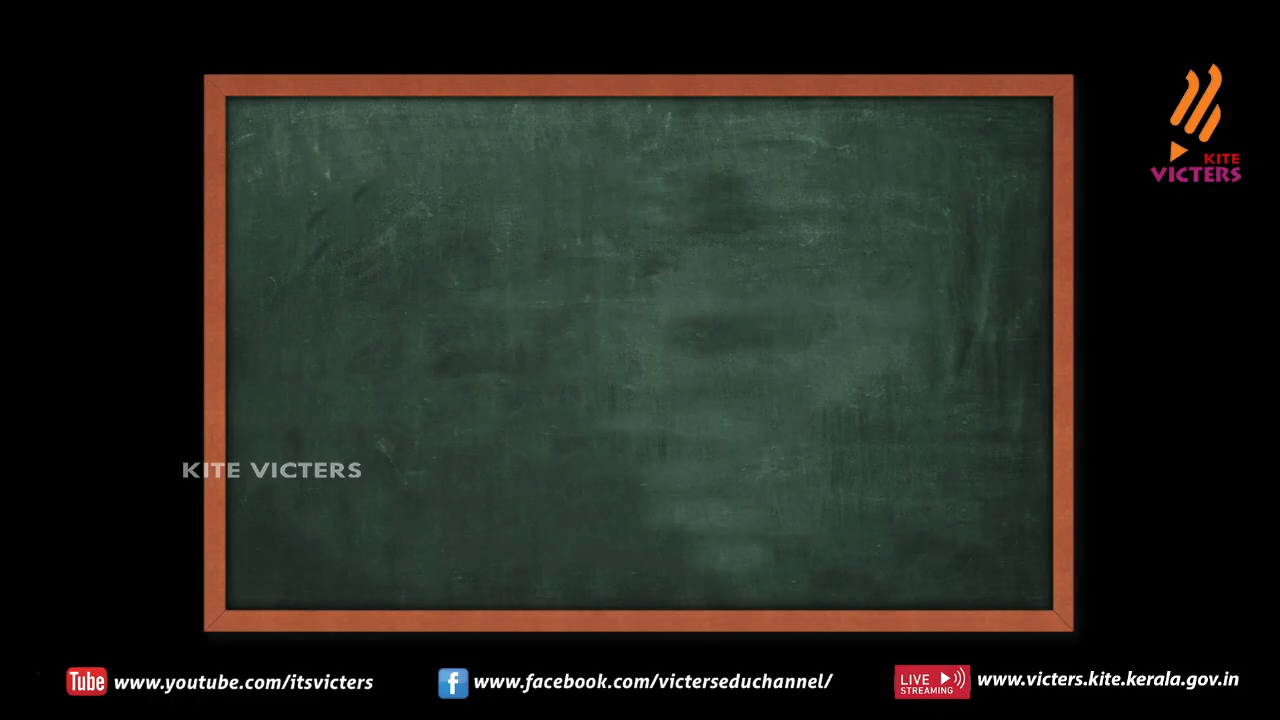 KITE
VICTERS
KITE VICTERS
Tube www.youtube.com/itsvicters
f www.facebook.com/victerseduchannel/
LIVE STREAMING www.victers.kite.kerala.gov.in